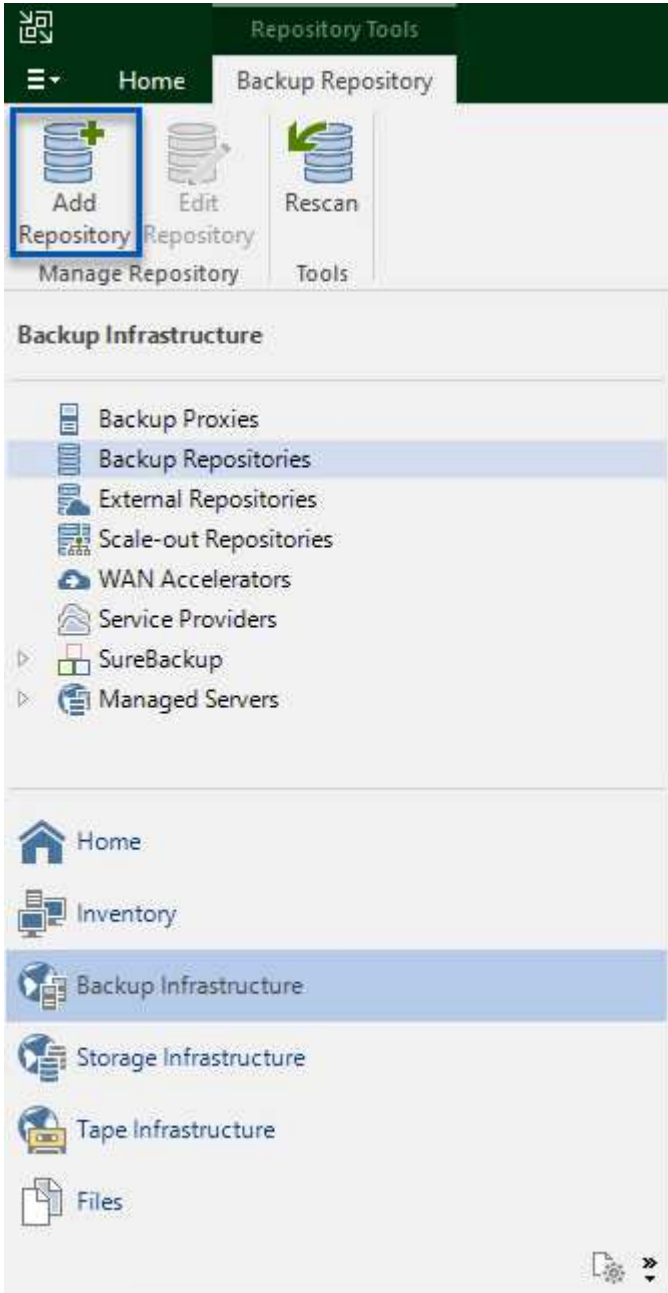 Repository Tools
Home Backup Repository
Add Repository
Edit Repository
Rescan
Manage Repository Tools
Backup Infrastructure
Backup Proxies
Backup Repositories
External Repositories
Scale-out Repositories
WAN Accelerators
Service Providers
SureBackup
Managed Servers
Home
Inventory
Backup Infrastructure
Storage Infrastructure
Tape Infrastructure
Files